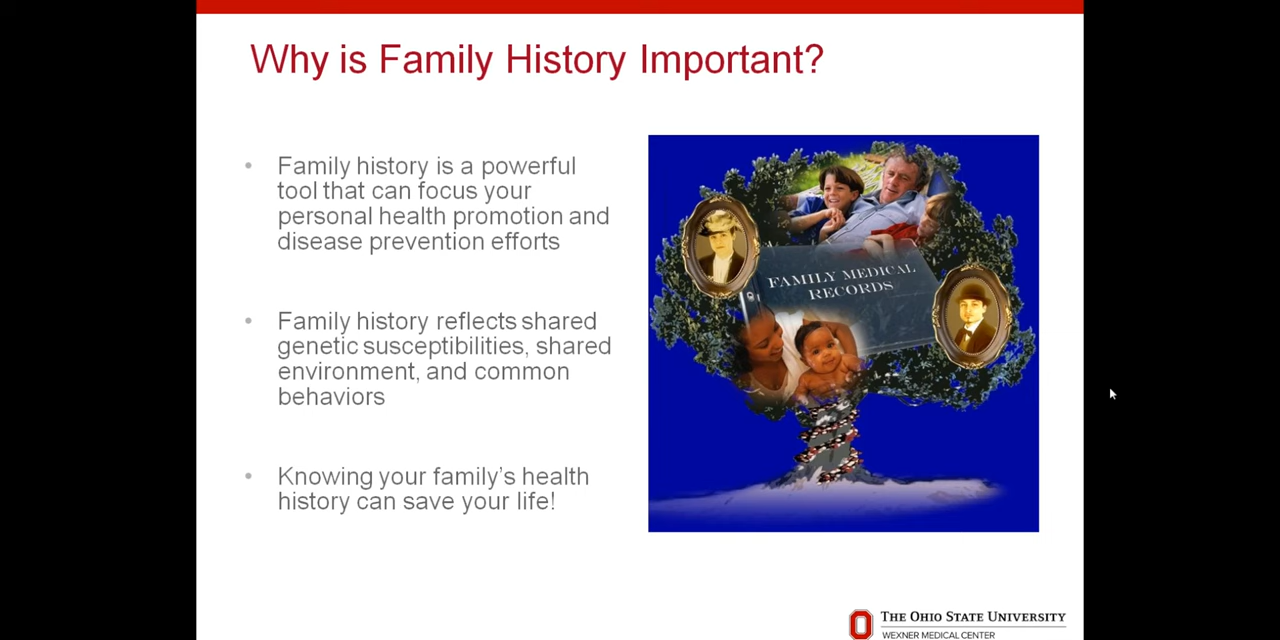 Why is Family History Important?
• Family history is a powerful
tool that can focus your
personal health promotion and
disease prevention efforts
• Family history reflects shared
genetic susceptibilities, shared
environment, and common
behaviors
• Knowing your family's health
history can save your life!
FAMILY MEDICAL
RECORDS
THE OHIO STATE UNIVERSITY
WEXNER MEDICAL CENTER